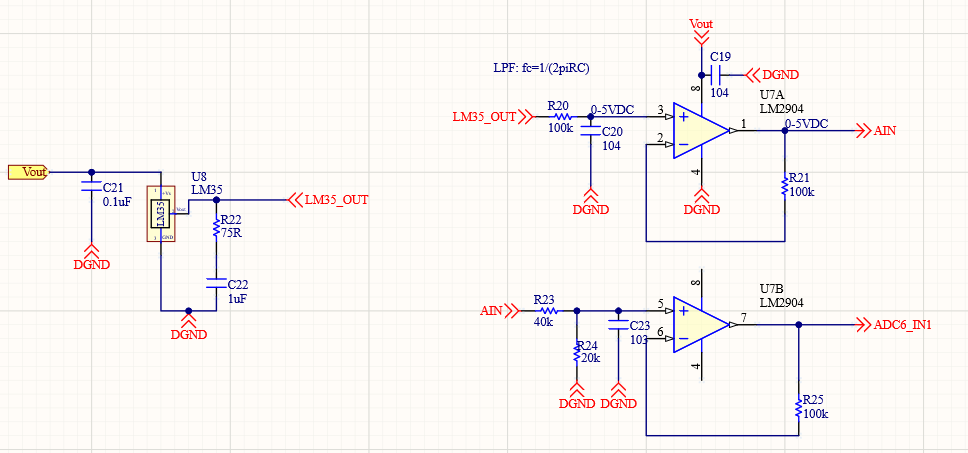 Vout
C21
0.1uF
DGND
U8
LM35
LM35
LM35_OUT
R22
75R
C22
1uF
DGND
LPF: fc=1/(2piRC)
Vout
C19
104
DGND
8
U7A
LM2904
LM35_OUT
R20
100k
0-5VDC
C20
104
DGND
3
2
1
4
DGND
0-5VDC
AIN
R21
100k
AIN
R23
40k
R24
20k
DGND
C23
103
DGND
8
U7B
LM2904
5
6
7
4
ADC6_IN1
R25
100k